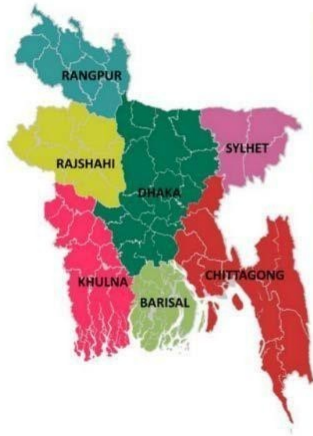 RANGPUR
SYLHET
RAJSHAHI
DHAKA
CHITTAGONG
KHULNA
BARISAL